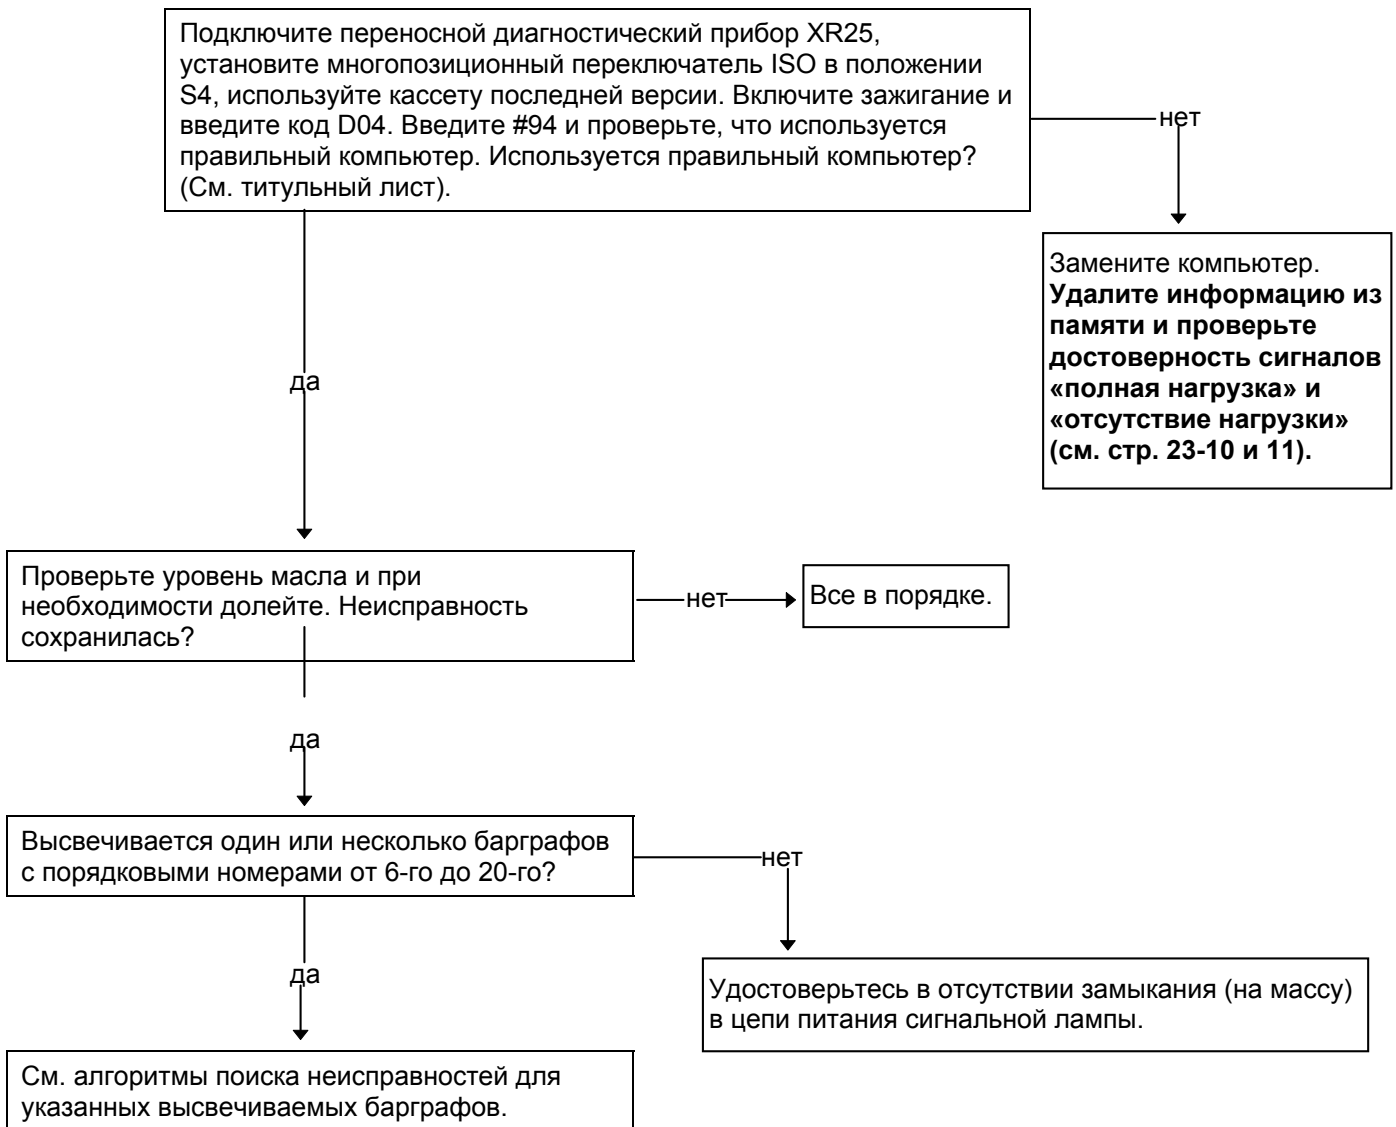 Подключите переносной диагностический прибор XR25,
установите многопозиционный переключатель ISO в положении
S4, используйте кассету последней версии. Включите зажигание и
введите код D04. Введите #94 и проверьте, что используется
правильный компьютер. Используется правильный компьютер?
(См. титульный лист).
нет
Замените компьютер.
Удалите информацию из
памяти и проверьте
достоверность сигналов
«полная нагрузка» и
«отсутствие нагрузки»
(см. стр. 23-10 и 11).
да
Проверьте уровень масла и при
необходимости долейте. Неисправность
сохранилась?
нет
Все в порядке.
да
Высвечивается один или несколько барграфов
с порядковыми номерами от 6-го до 20-го?
нет
Удостоверьтесь в отсутствии замыкания (на массу)
в цепи питания сигнальной лампы.
да
См. алгоритмы поиска неисправностей для
указанных высвечиваемых барграфов.